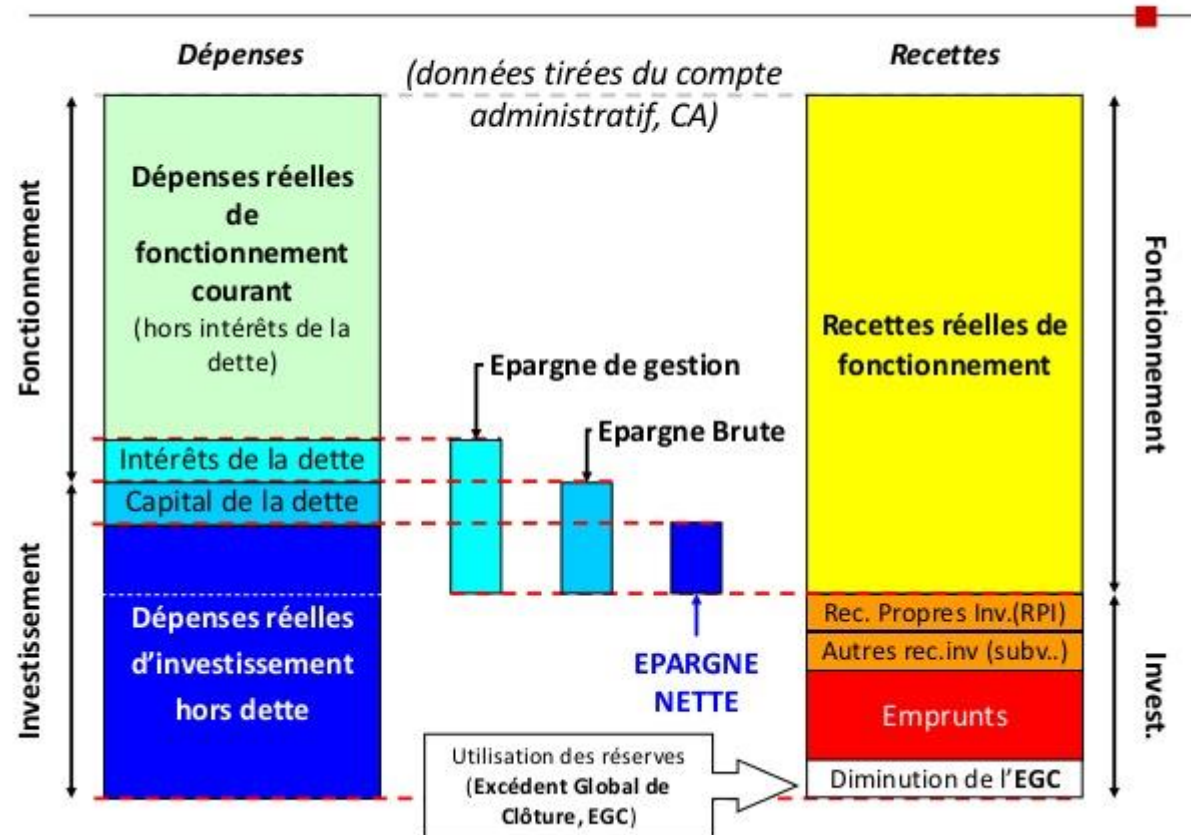 Dépenses
(données tirées du compte
administratif, CA)
Recettes
Fonctionnement
Dépenses réelles
de
fonctionnement
courant
(hors intérêts de la
dette)
Intérêts de la dette
Capital de la dette
Investissement
Dépenses réelles
d'investissement
hors dette
Epargne de gestion
Epargne Brute
EPARGNE
NETTE
Utilisation des réserves
(Excédent Global de
Clôture, EGC)
Recettes réelles de
fonctionnement
Rec. Propres Inv.(RPI)
Autres rec.inv (subv..)
Emprunts
Diminution de l'EGC
Fonctionnement
Invest.